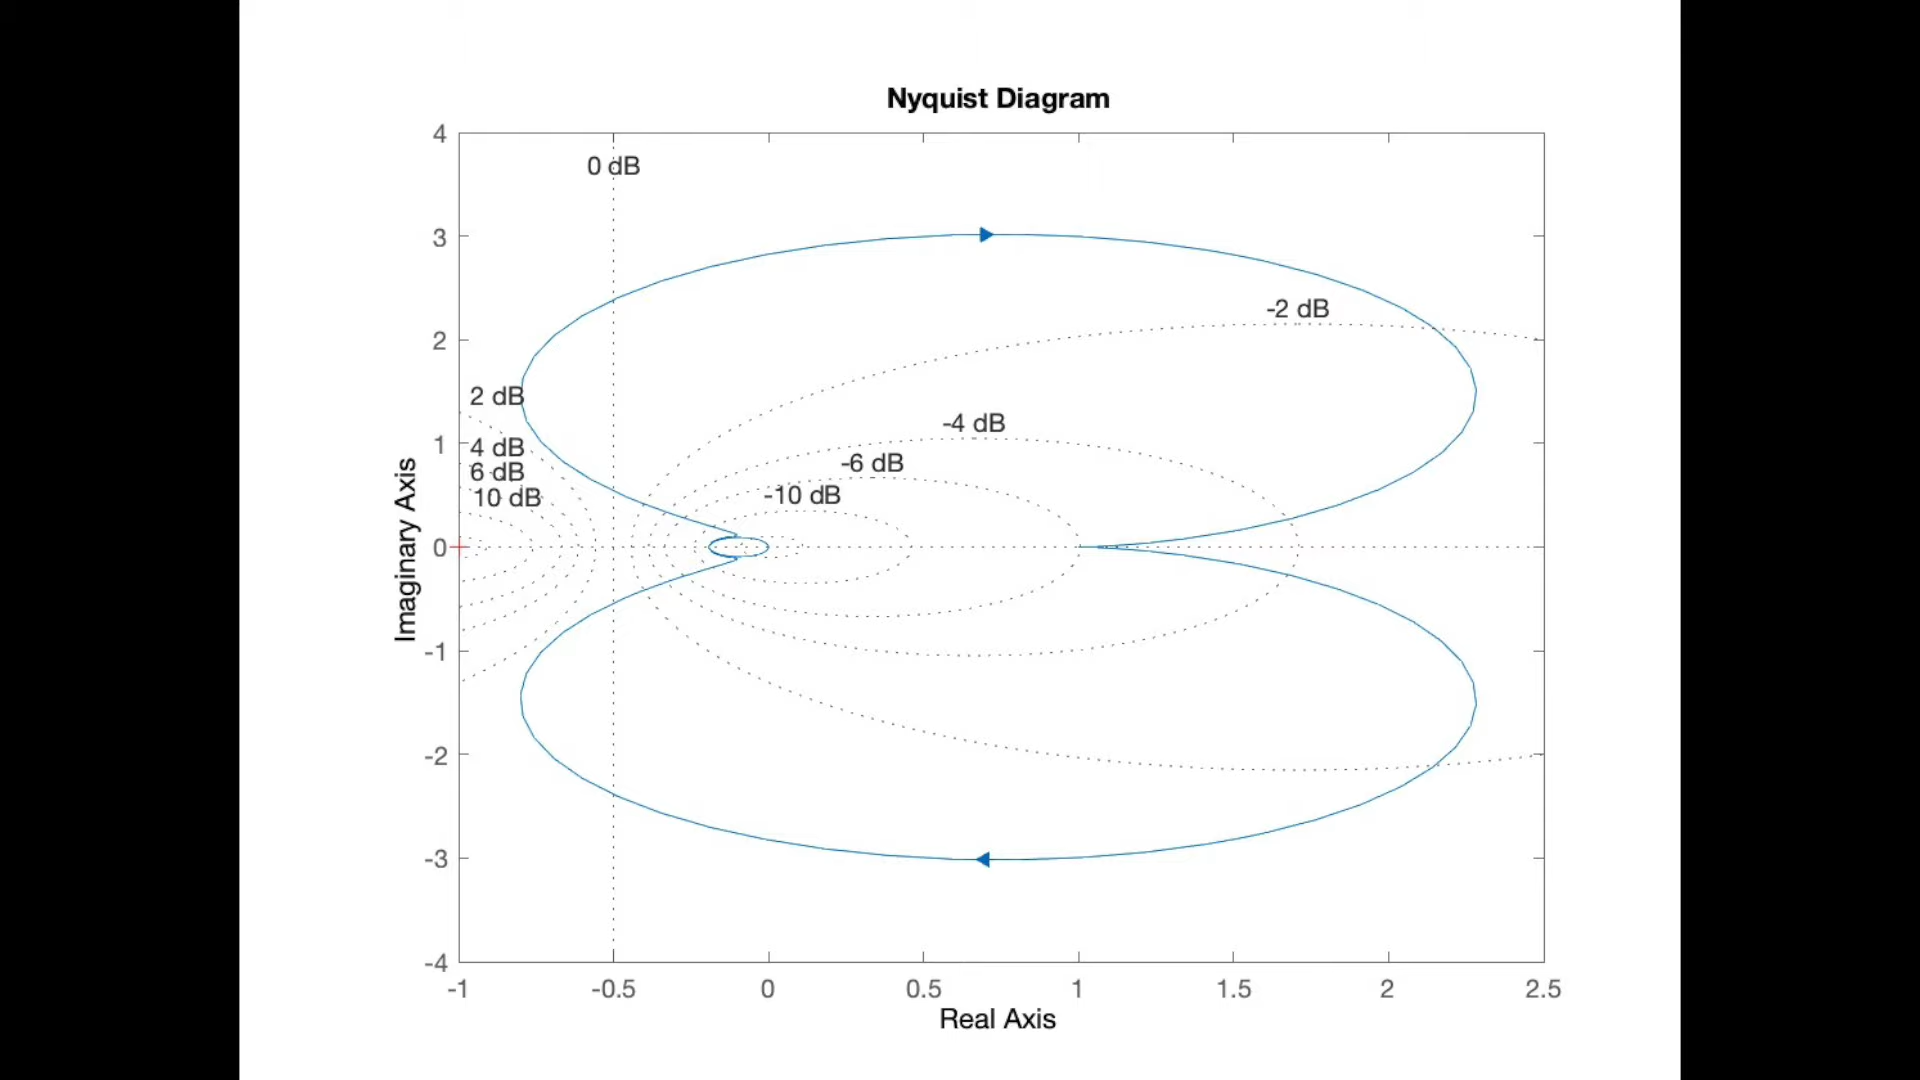 Nyquist Diagram
4
0 dB
3
-2 dB
2
2 dB
-4 dB
1
4 dB
-6 dB
6 dB
-10 dB
10 dB
0
-1
-2
-3
-4
Imaginary Axis
-1 -0.5 0 0.5 1 1.5 2 2.5
Real Axis